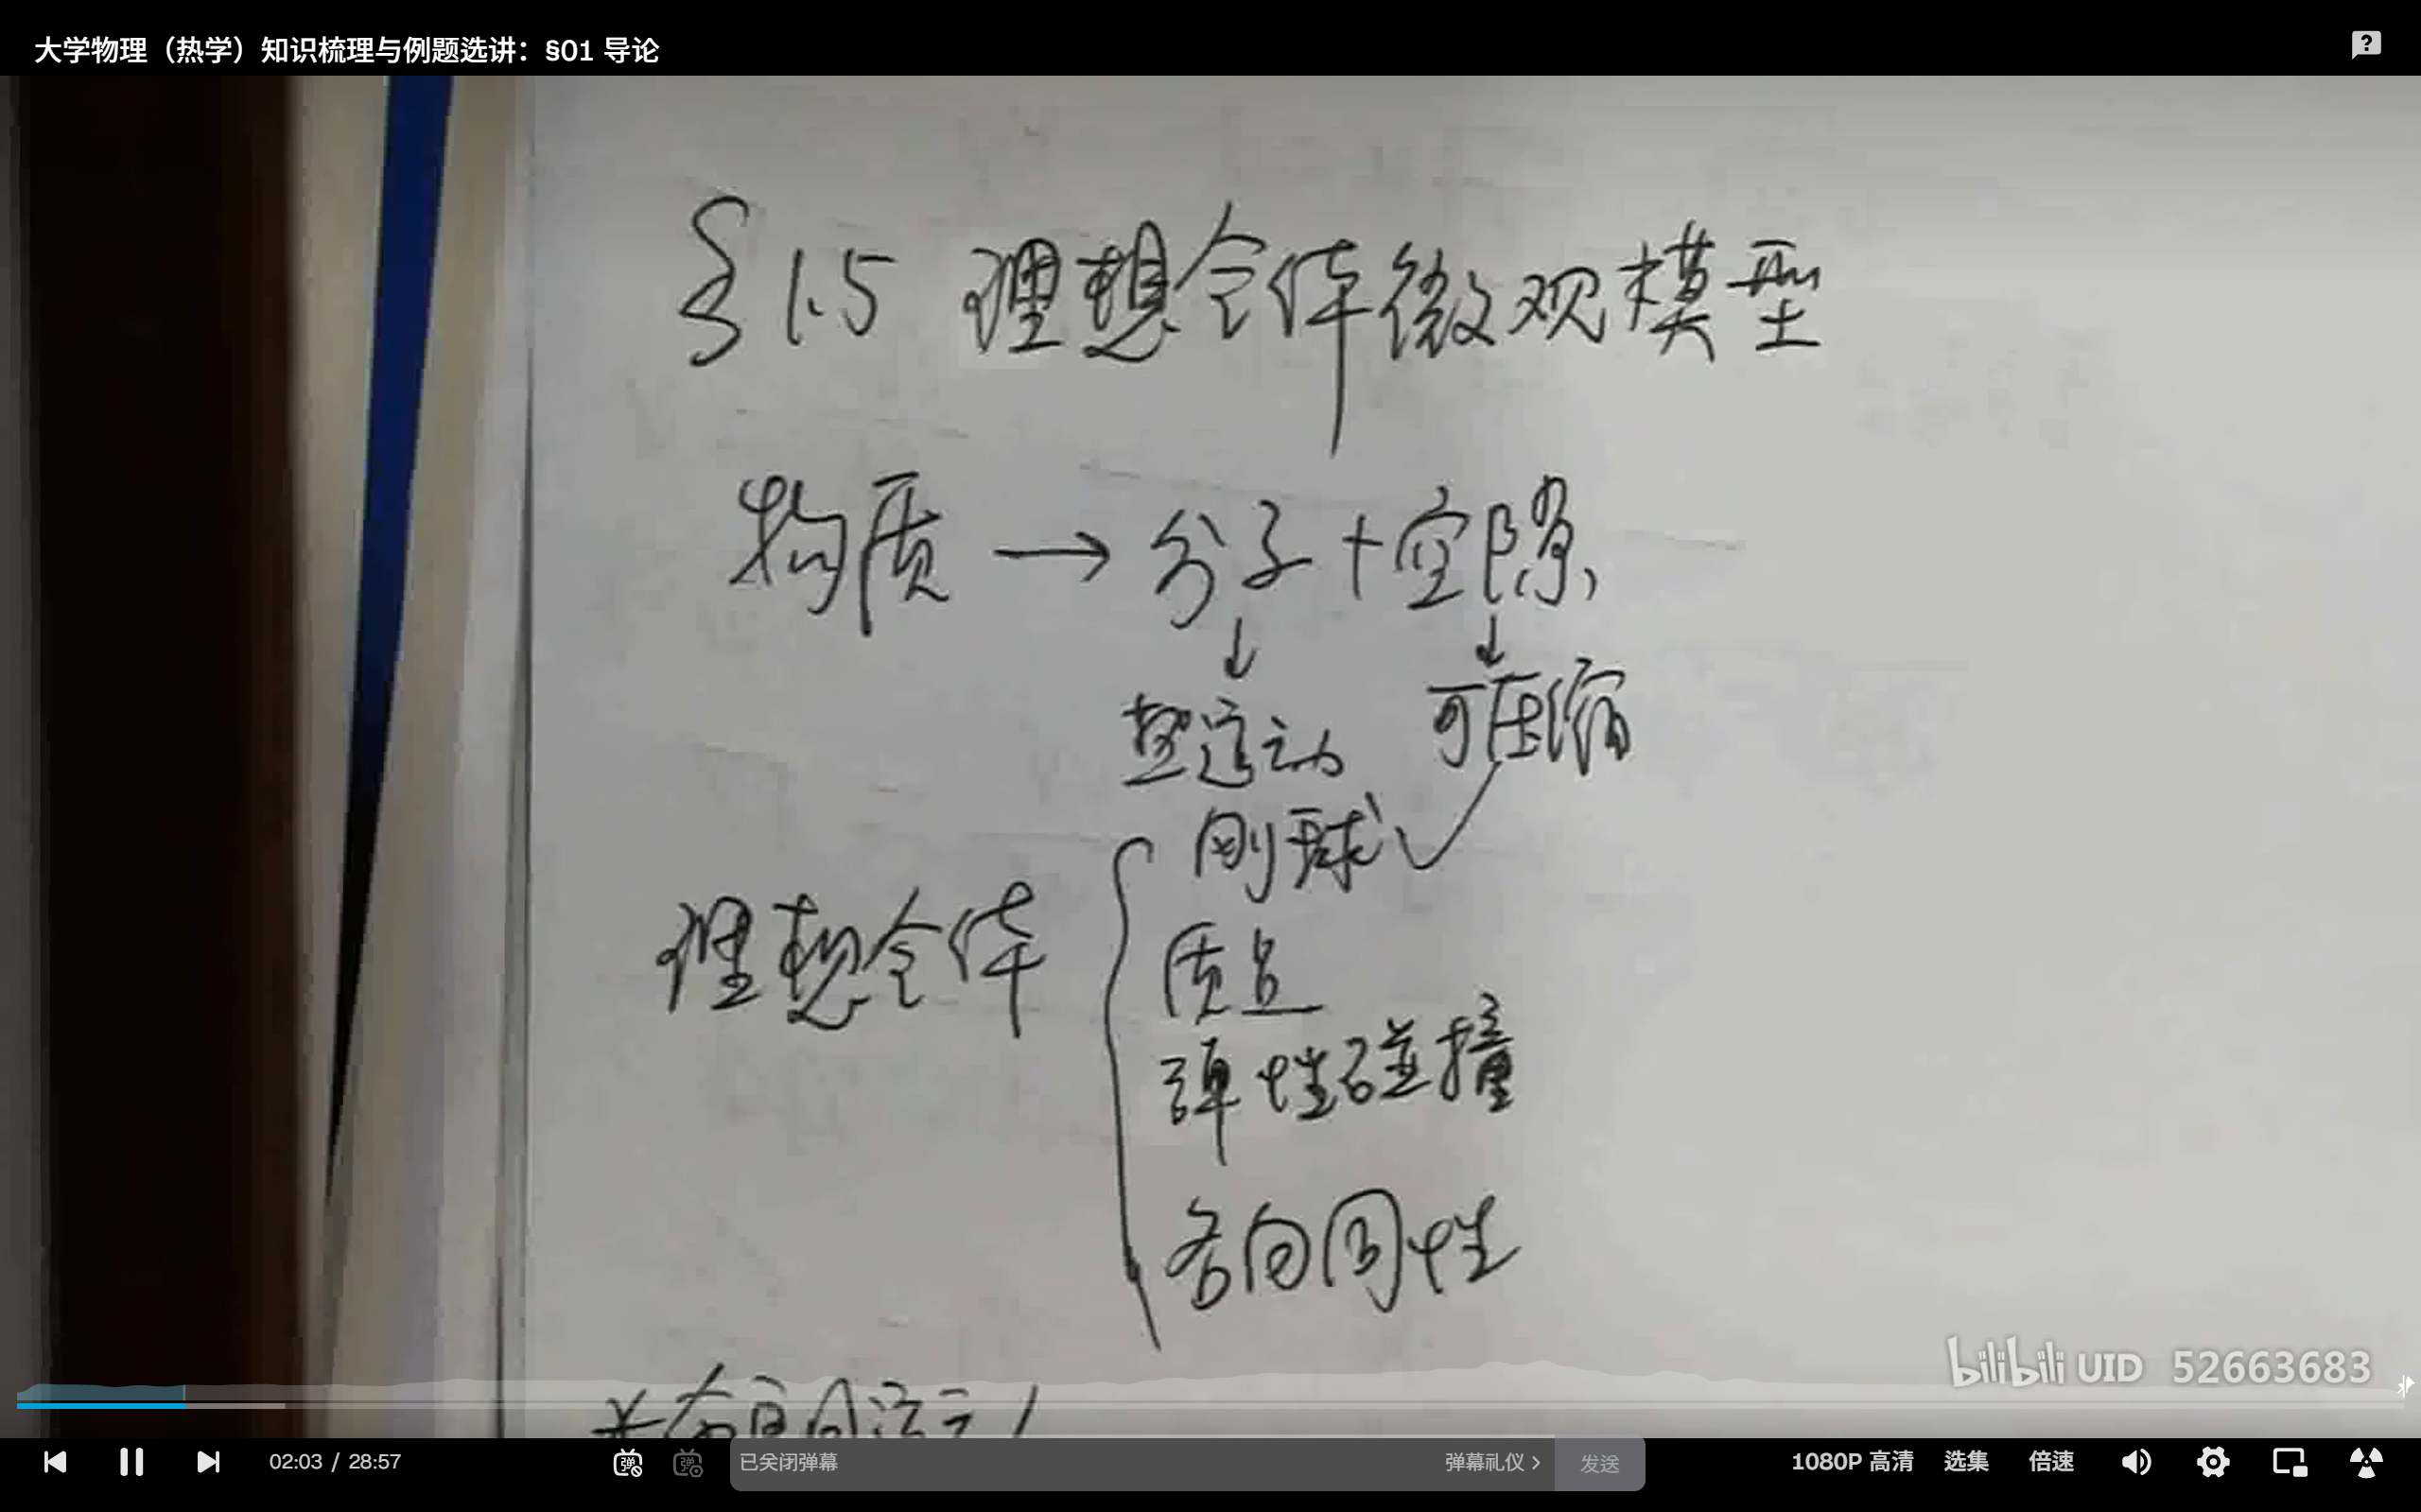 大学物理（热学）知识梳理与例题选讲：§01 导论
§1.5 理想气体微观模型
物质 → 分子 + 空隙
↓ ↓
热运动 可压缩
刚球
理想气体
质点
弹性碰撞
各向同性
bilibili UID 52663683
02:03 / 28:57
已关闭弹幕
弹幕礼仪 >
发送
1080P 高清
选集
倍速